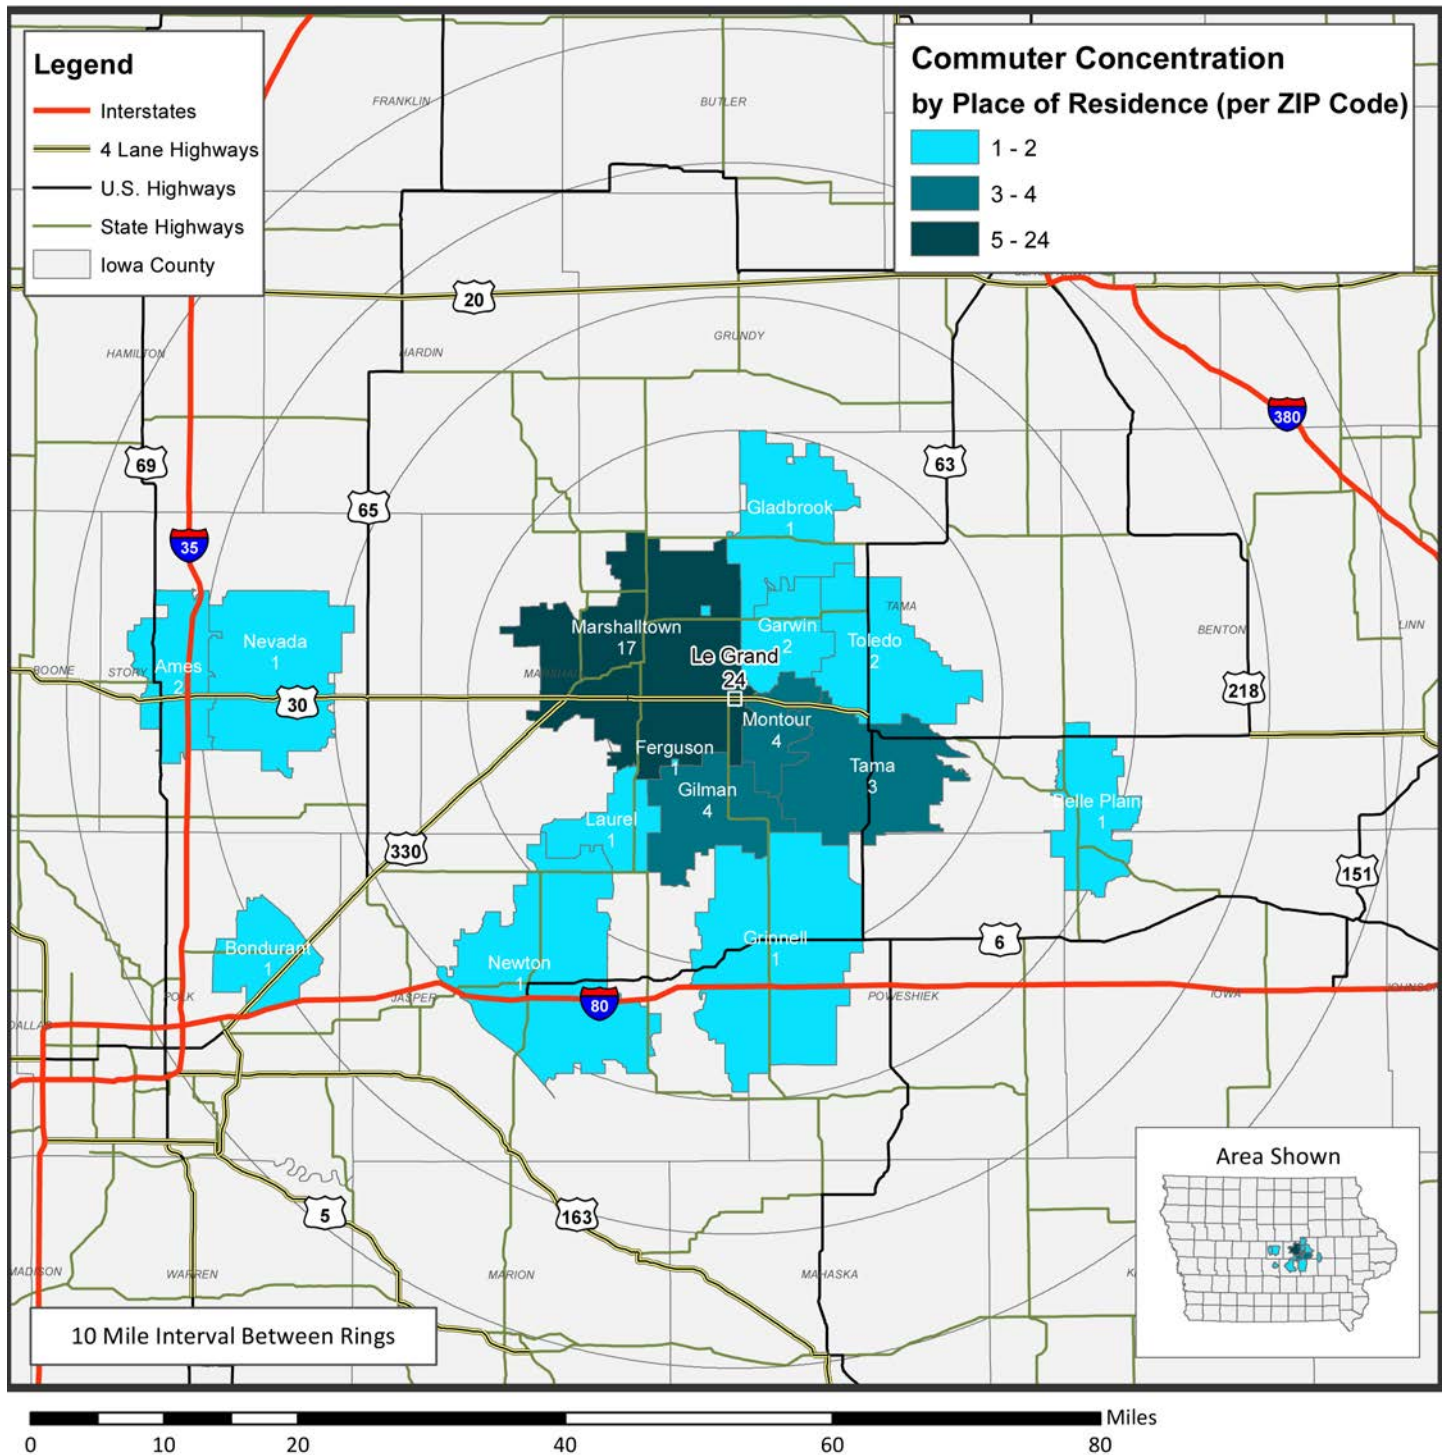 Legend
Interstates
4 Lane Highways
U.S. Highways
State Highways
Iowa County
Commuter Concentration
by Place of Residence (per ZIP Code)
1 - 2
3 - 4
5 - 24
FRANKLIN
BUTLER
20
HAMILTON
HARDIN
GRUNDY
380
69
63
65
Gladbrook
1
35
TAMA
Marshalltown
17
Garwin
2
Toledo
2
BENTON
LINN
Nevada
1
Ames
2
BOONE
STORY
Le Grand
24
30
218
Montour
4
Ferguson
1
Tama
3
Gilman
4
Laurel
1
Belle Plaine
1
330
151
Bondurant
1
Newton
1
Grinnell
1
6
POLK
JASPER
80
POWESHIEK
IOWA
JOHNSON
DALLAS
5
163
MADISON
WARREN
MARION
MAHASKA
Area Shown
10 Mile Interval Between Rings
Miles
0
10
20
40
60
80